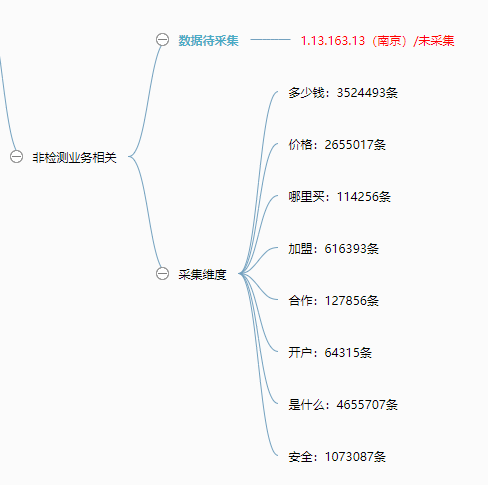 数据待采集
1.13.163.13（南京）/未采集
多少钱：3524493条
价格：2655017条
非检测业务相关
哪里买：114256条
加盟：616393条
采集维度
合作：127856条
开户：64315条
是什么：4655707条
安全：1073087条